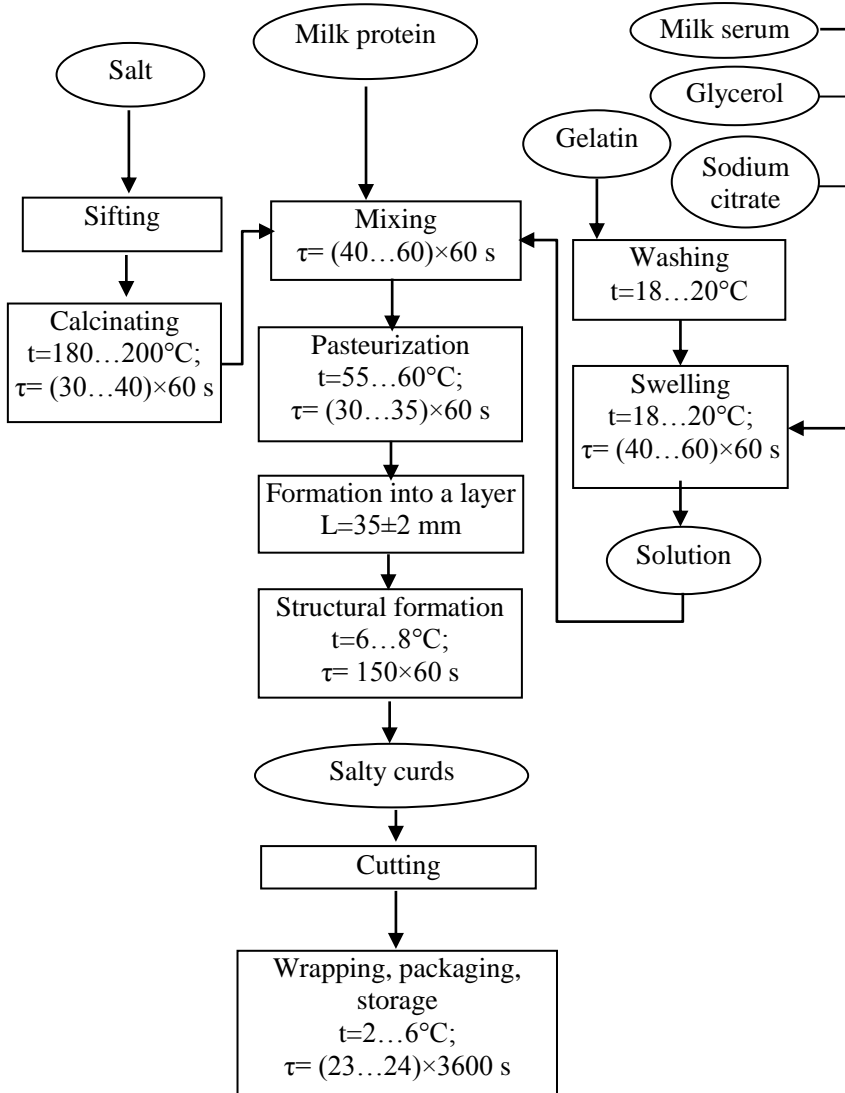 Milk protein
Milk serum
Salt
Glycerol
Gelatin
Sodium
citrate
Sifting
Mixing
τ= (40…60)×60 s
Washing
t=18…20°C
Calcinating
t=180…200°C;
τ= (30…40)×60 s
Pasteurization
t=55…60°C;
τ= (30…35)×60 s
Swelling
t=18…20°C;
τ= (40…60)×60 s
Formation into a layer
L=35±2 mm
Solution
Structural formation
t=6…8°C;
τ= 150×60 s
Salty curds
Cutting
Wrapping, packaging,
storage
t=2…6°C;
τ= (23…24)×3600 s